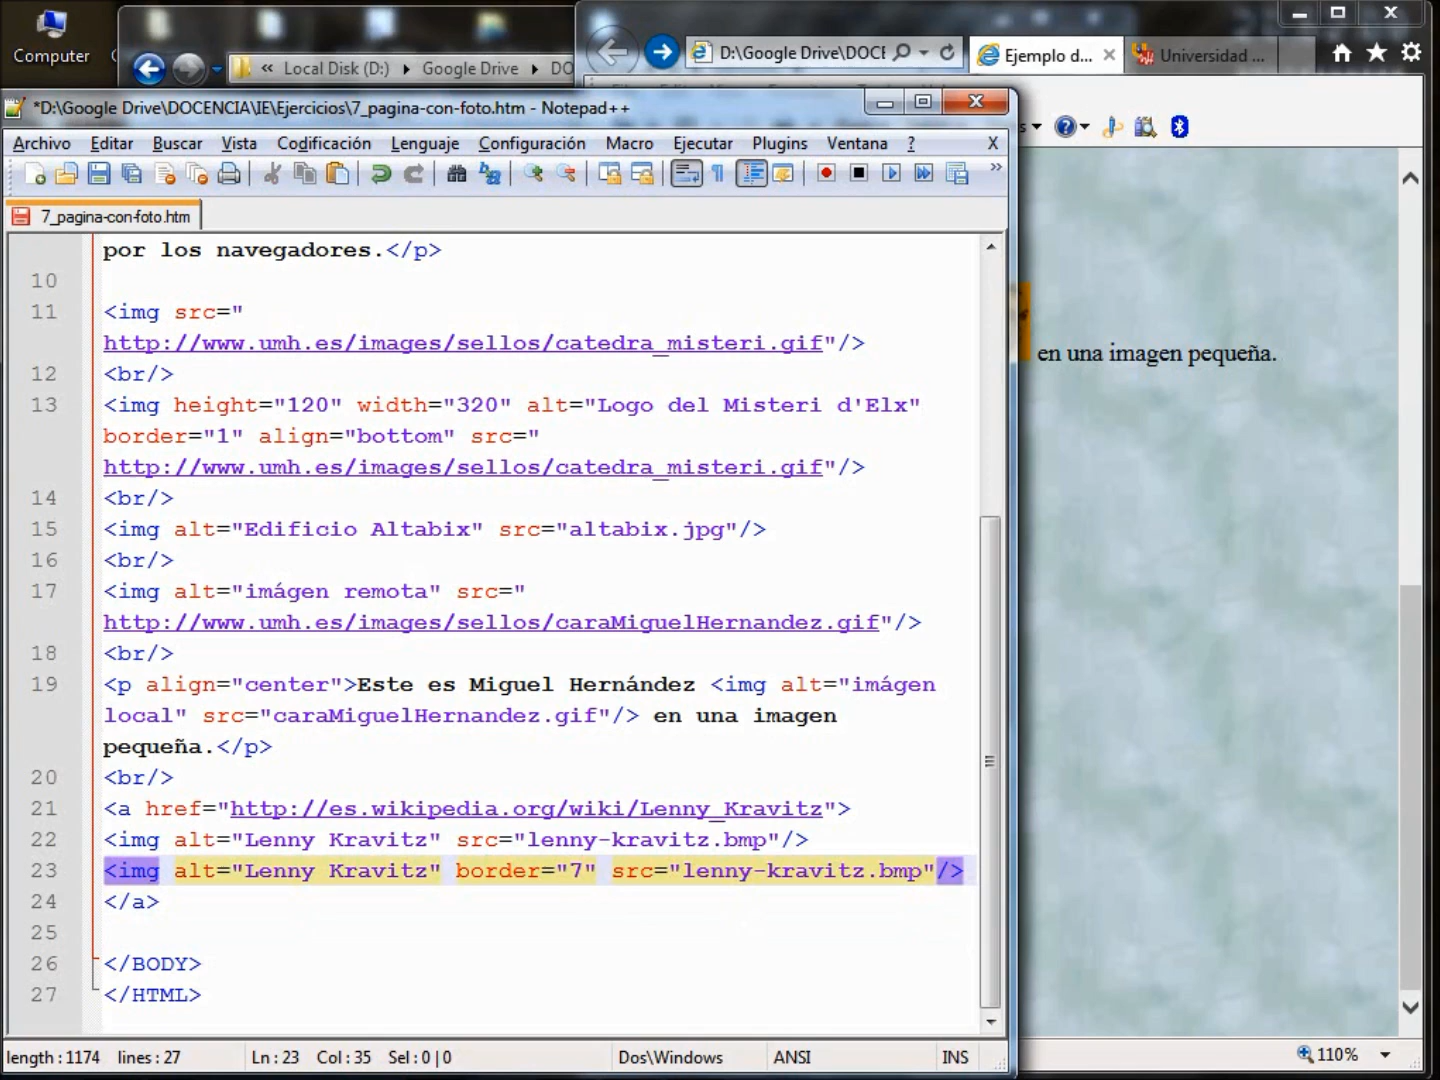 Computer
« Local Disk (D:) Google Drive DO
D:\Google Drive\DOCE
Ejemplo d...
Universidad ...
*D:\Google Drive\DOCENCIA\IE\Ejercicios\7_pagina-con-foto.htm - Notepad++
Archivo Editar Buscar Vista Codificación Lenguaje Configuración Macro Ejecutar Plugins Ventana ? X
7_pagina-con-foto.htm
por los navegadores.</p>
10
11 <img src="
http://www.umh.es/images/sellos/catedra_misteri.gif"/>
12 <br/>
13 <img height="120" width="320" alt="Logo del Misteri d'Elx"
border="1" align="bottom" src="
http://www.umh.es/images/sellos/catedra_misteri.gif"/>
14 <br/>
15 <img alt="Edificio Altabix" src="altabix.jpg"/>
16 <br/>
17 <img alt="imágen remota" src="
http://www.umh.es/images/sellos/caraMiguelHernandez.gif"/>
18 <br/>
19 <p align="center">Este es Miguel Hernández <img alt="imágen
local" src="caraMiguelHernandez.gif"/> en una imagen
pequeña.</p>
20 <br/>
21 <a href="http://es.wikipedia.org/wiki/Lenny_Kravitz">
22 <img alt="Lenny Kravitz" src="lenny-kravitz.bmp"/>
23 <img alt="Lenny Kravitz" border="7" src="lenny-kravitz.bmp"/>
24 </a>
25
26 </BODY>
27 </HTML>
en una imagen pequeña.
length : 1174 lines : 27 Ln : 23 Col : 35 Sel : 0 | 0 Dos\Windows ANSI INS
110%